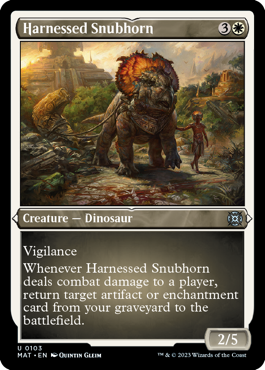 Harnessed Snubhorn 3
Creature — Dinosaur
Vigilance
Whenever Harnessed Snubhorn
deals combat damage to a player,
return target artifact or enchantment
card from your graveyard to the
battlefield.
2/5
U 0103
MAT • EN QUINTIN GLEIM
™ & © 2023 Wizards of the Coast